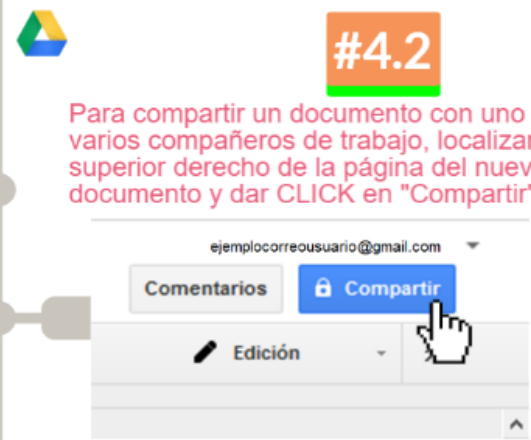 #4.2
Para compartir un documento con uno
varios compañeros de trabajo, localizar
superior derecho de la página del nuev
documento y dar CLICK en "Compartir"
ejemplocorreousuario@gmail.com
Comentarios Compartir
Edición